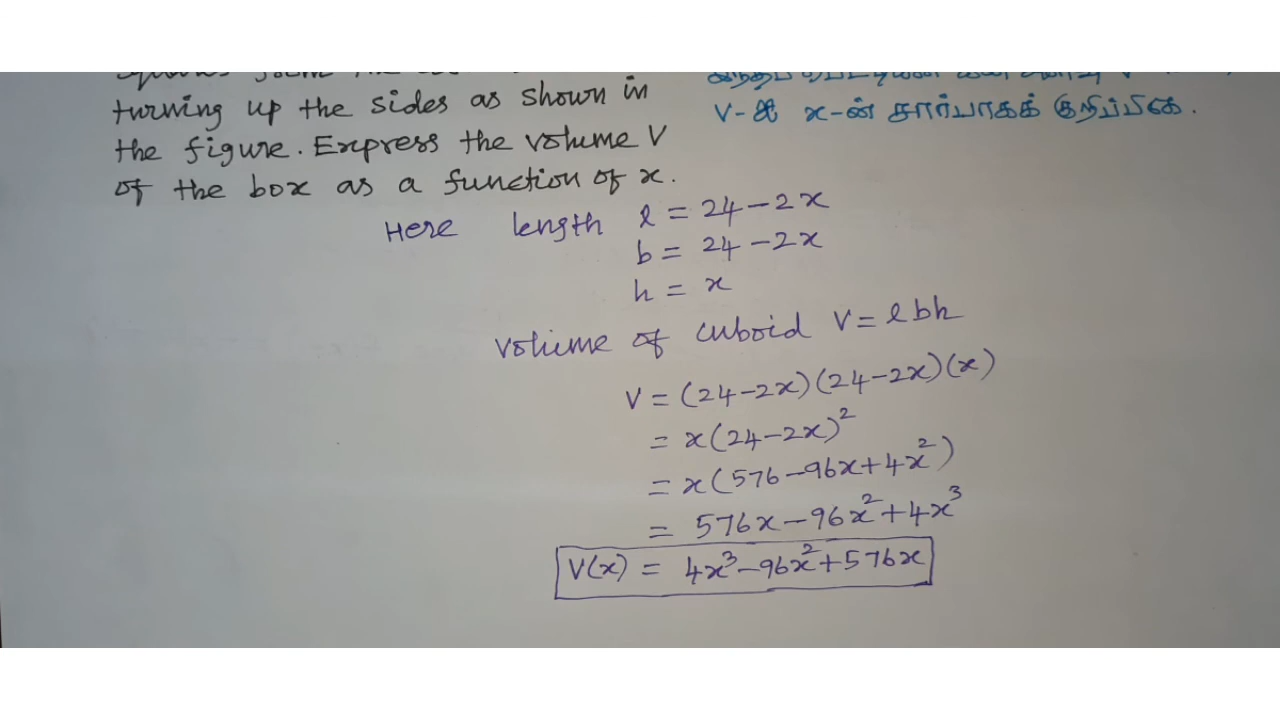 turning up the sides as shown in
the figure. Express the volume V
of the box as a function of x.
V-ஐ x-ன் சார்பாகக் குறிப்பிடுக.
Here length l = 24-2x
b = 24-2x
h = x
volume of cuboid V = lbh
V = (24-2x)(24-2x)(x)
= x(24-2x)²
= x(576-96x+4x²)
= 576x-96x²+4x³
V(x) = 4x³-96x²+576x